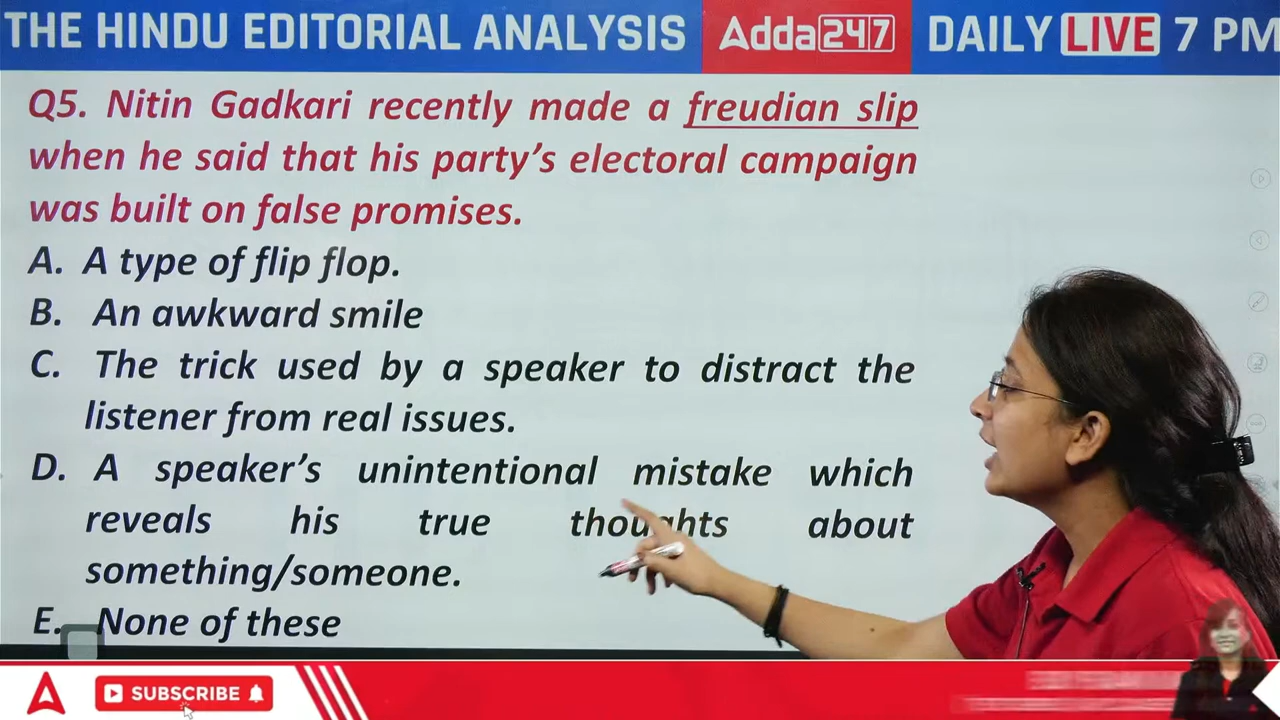 THE HINDU EDITORIAL ANALYSIS Adda247 DAILY LIVE 7 PM
Q5. Nitin Gadkari recently made a freudian slip
when he said that his party's electoral campaign
was built on false promises.
A. A type of flip flop.
B. An awkward smile
C. The trick used by a speaker to distract the
listener from real issues.
D. A speaker's unintentional mistake which
reveals his true thoughts about
something/someone.
E. None of these
SUBSCRIBE